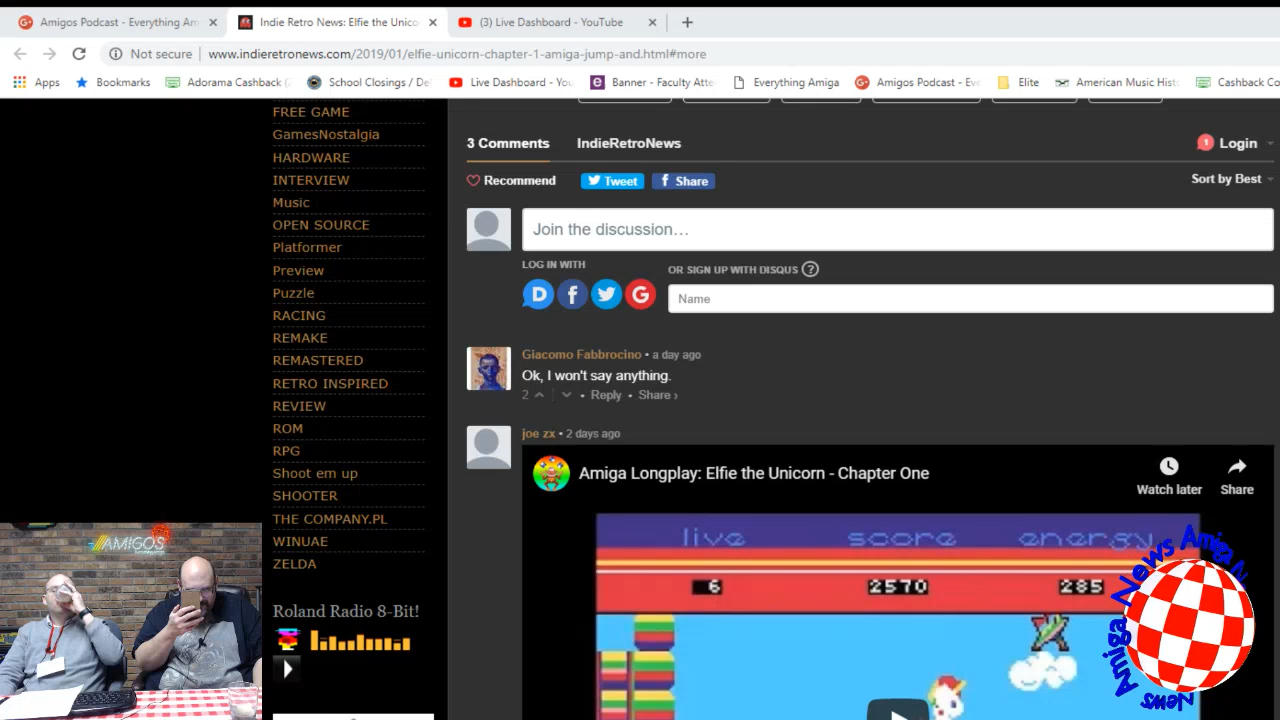 Amigos Podcast - Everything Am
Indie Retro News: Elfie the Unico
(3) Live Dashboard - YouTube
Not secure
www.indieretronews.com/2019/01/elfie-unicorn-chapter-1-amiga-jump-and.html#more
Apps
Bookmarks
Adorama Cashback (
School Closings / De
Live Dashboard - You
Banner - Faculty Atte
Everything Amiga
Amigos Podcast - Eve
Elite
American Music Hist
Cashback Co
FREE GAME
GamesNostalgia
HARDWARE
INTERVIEW
Music
OPEN SOURCE
Platformer
Preview
Puzzle
RACING
REMAKE
REMASTERED
RETRO INSPIRED
REVIEW
ROM
RPG
Shoot em up
SHOOTER
THE COMPANY.PL
WINUAE
ZELDA
Roland Radio 8-Bit!
3 Comments
IndieRetroNews
1
Login
Recommend
Tweet
f Share
Sort by Best
Join the discussion…
LOG IN WITH
OR SIGN UP WITH DISQUS ?
D f G
Name
Giacomo Fabbrocino • a day ago
Ok, I won't say anything.
2 • Reply • Share ›
joe zx • 2 days ago
Amiga Longplay: Elfie the Unicorn - Chapter One
Watch later
Share
live score energy
6 2570 285
AMIGOS
Amiga News Amiga News